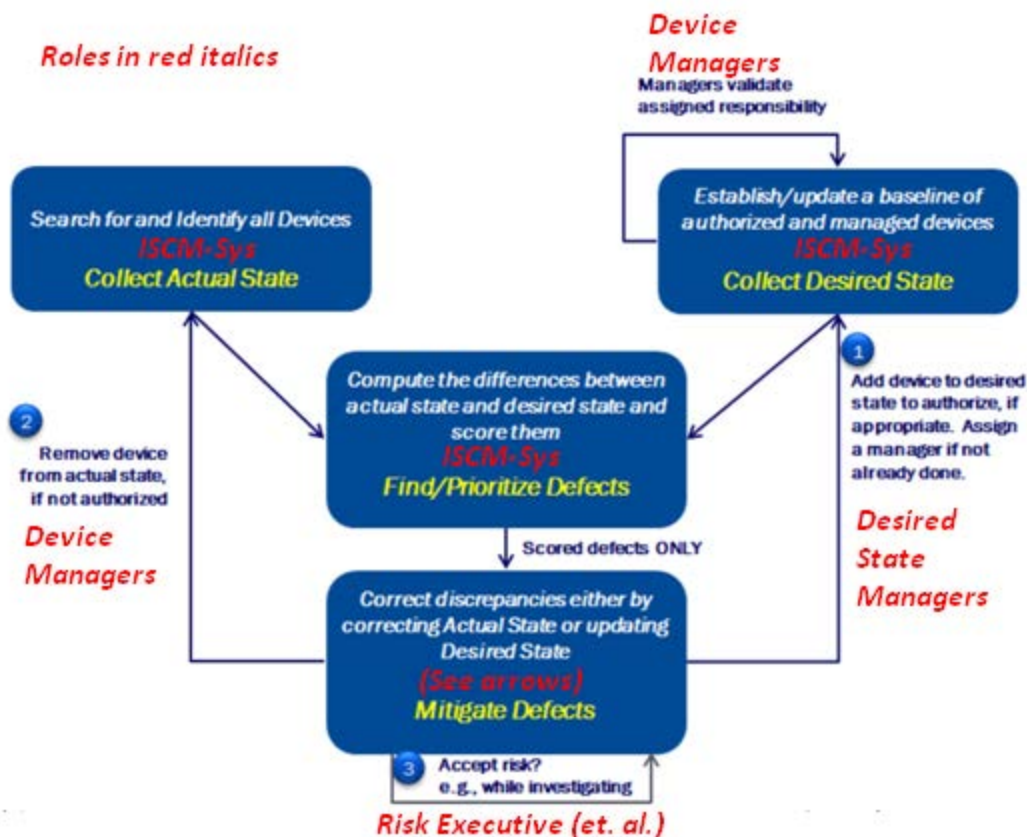 Roles in red italics
Device
Managers
Managers validate
assigned responsibility
Search for and Identify all Devices
ISCM-Sys
Collect Actual State
Establish/update a baseline of
authorized and managed devices
ISCM-Sys
Collect Desired State
Compute the differences between
actual state and desired state and
score them
ISCM-Sys
Find/Prioritize Defects
1
Add device to desired
state to authorize, if
appropriate. Assign
a manager if not
already done.
2
Remove device
from actual state,
if not authorized
Device
Managers
Desired
State
Managers
Scored defects ONLY
Correct discrepancies either by
correcting Actual State or updating
Desired State
(See arrows)
Mitigate Defects
3
Accept risk?
e.g., while investigating
Risk Executive (et. al.)